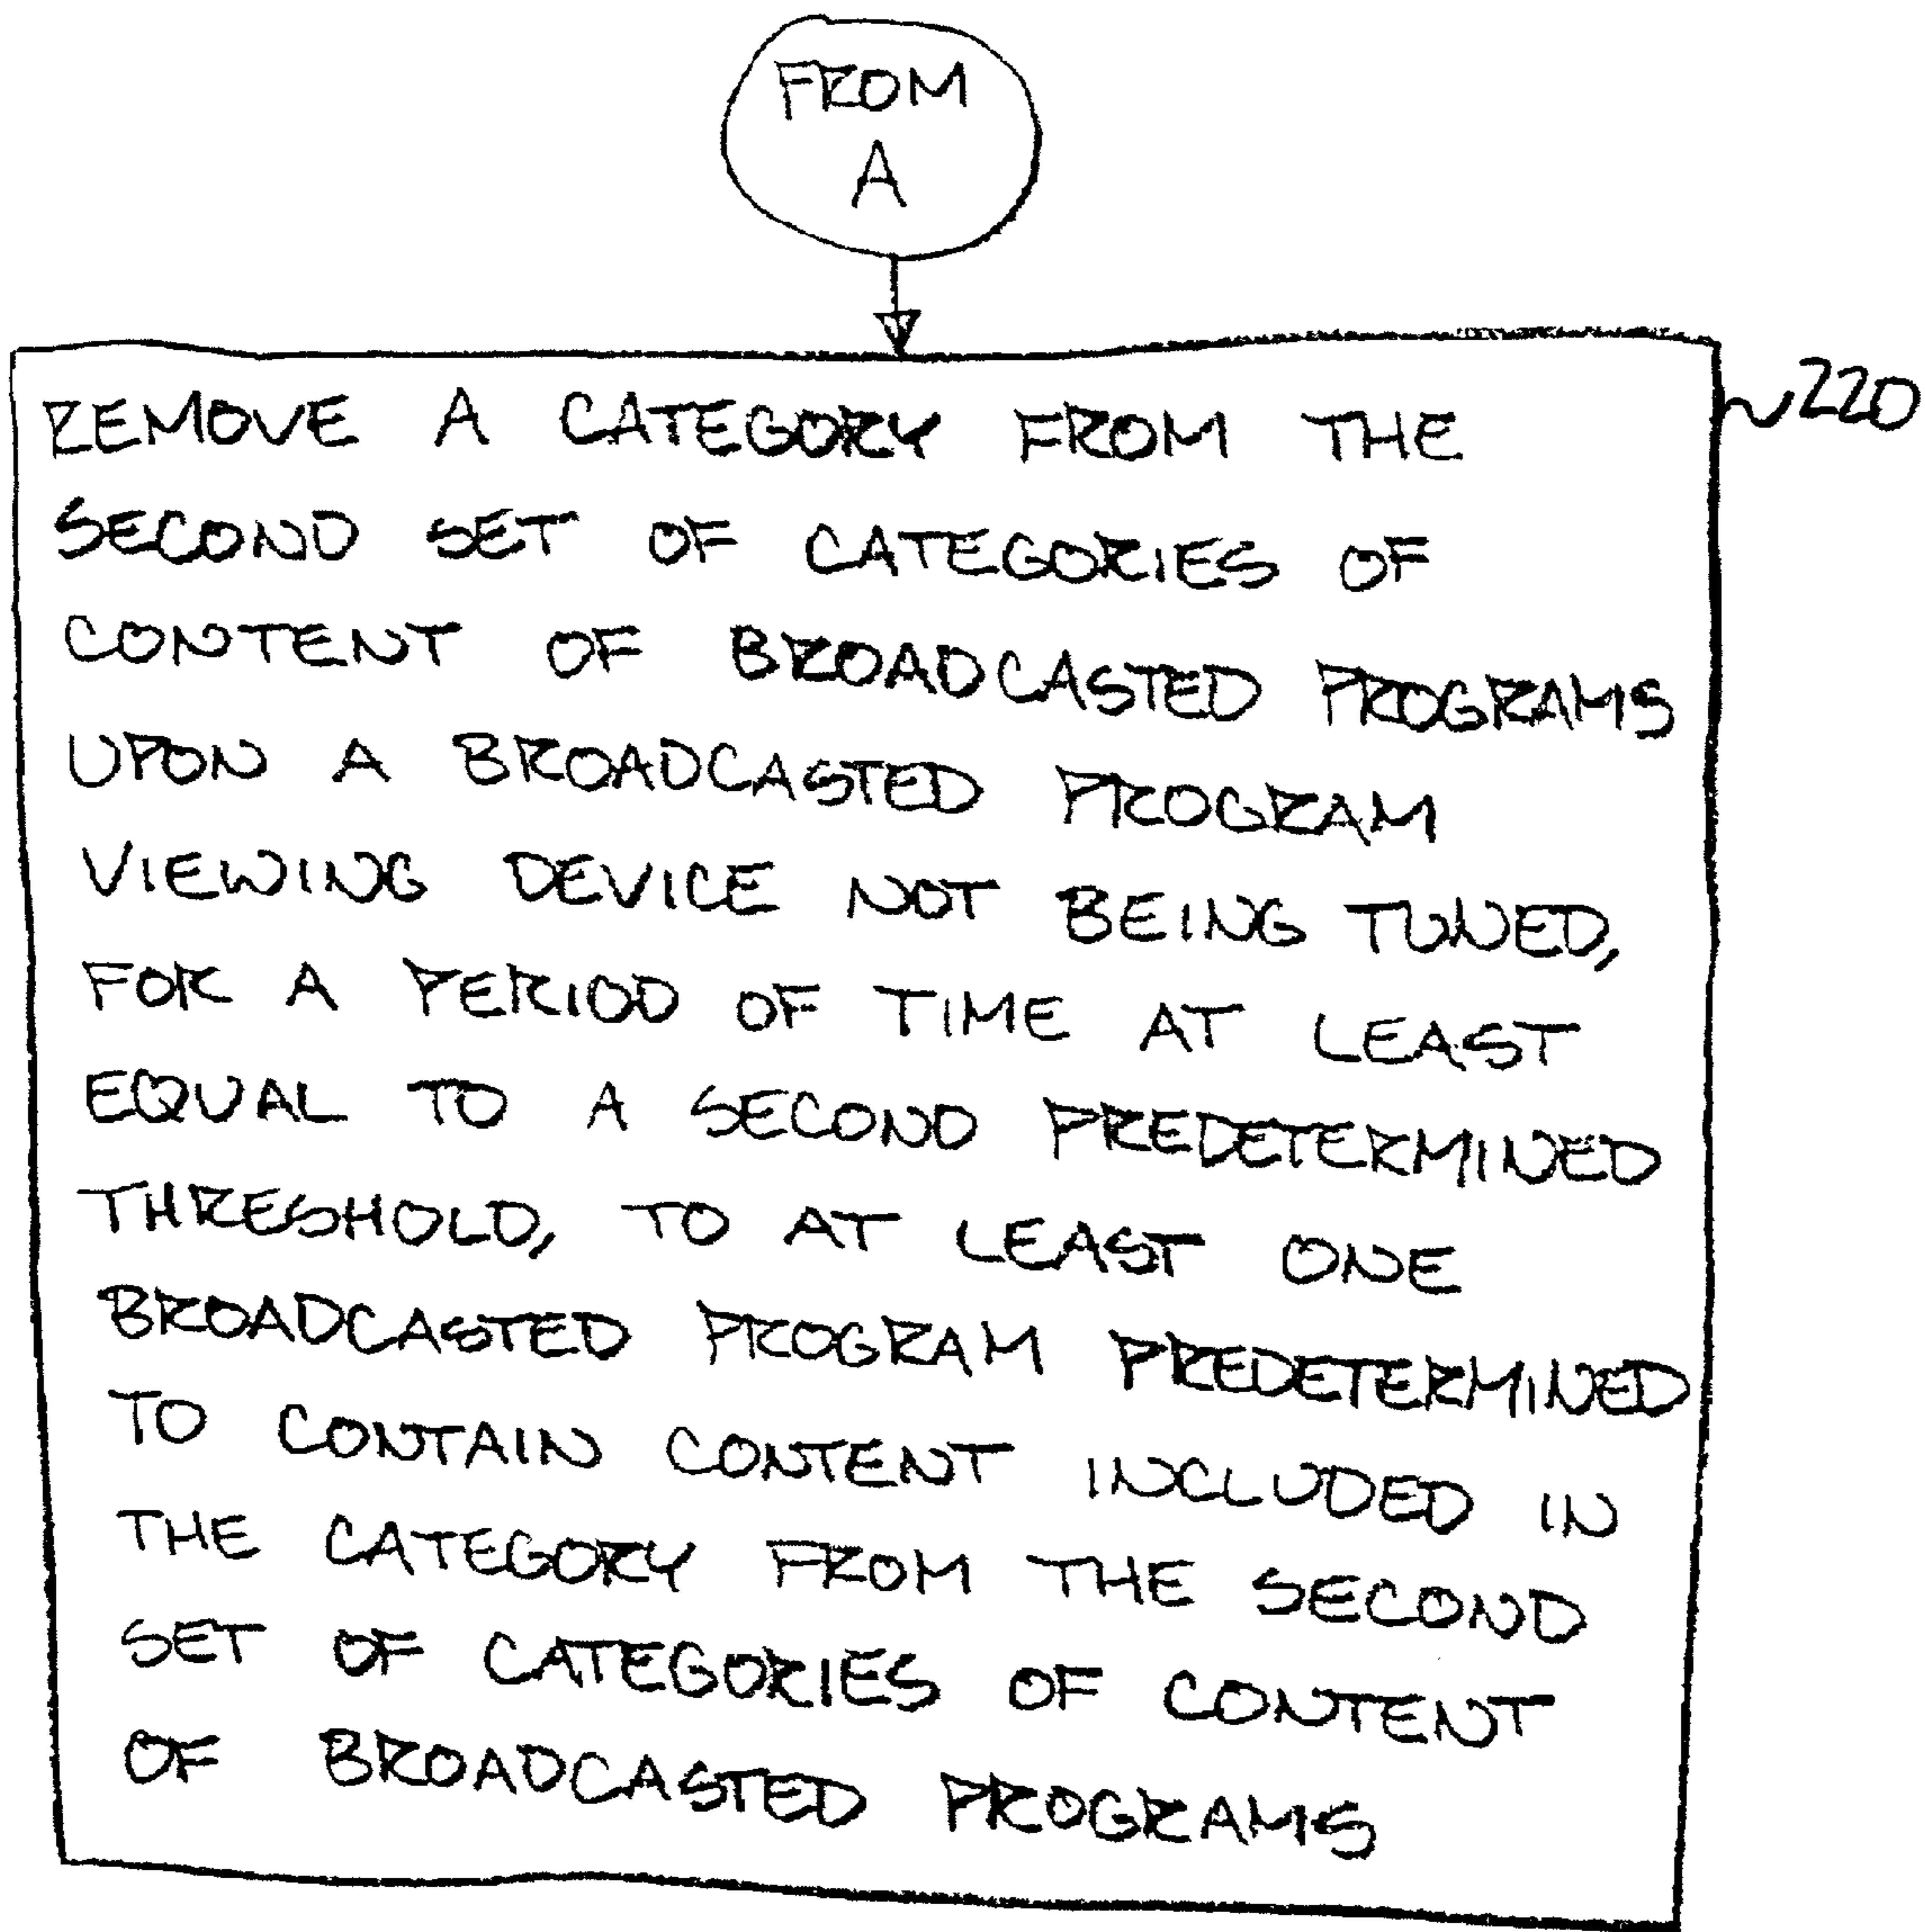 FROM
A
220
REMOVE A CATEGORY FROM THE
SECOND SET OF CATEGORIES OF
CONTENT OF BROADCASTED PROGRAMS
UPON A BROADCASTED PROGRAM
VIEWING DEVICE NOT BEING TUNED,
FOR A PERIOD OF TIME AT LEAST
EQUAL TO A SECOND PREDETERMINED
THRESHOLD, TO AT LEAST ONE
BROADCASTED PROGRAM PREDETERMINED
TO CONTAIN CONTENT INCLUDED IN
THE CATEGORY FROM THE SECOND
SET OF CATEGORIES OF CONTENT
OF BROADCASTED PROGRAMS